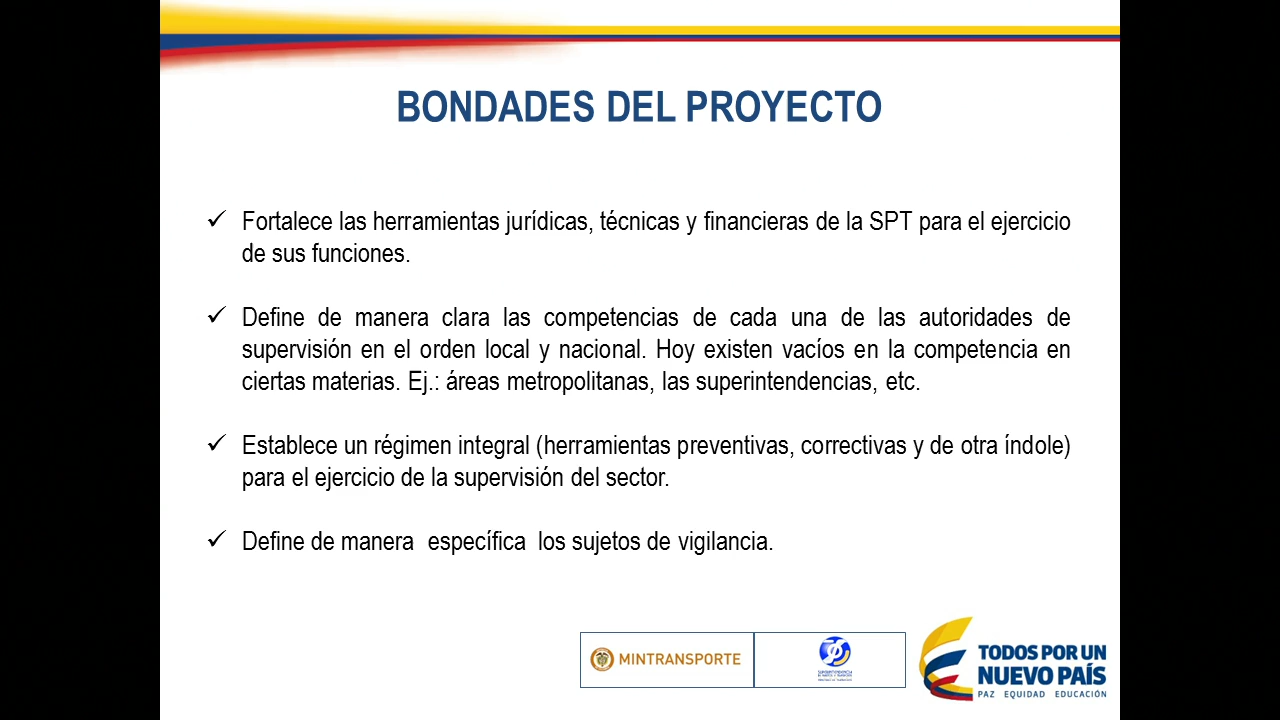 BONDADES DEL PROYECTO
✓ Fortalece las herramientas jurídicas, técnicas y financieras de la SPT para el ejercicio
de sus funciones.
✓ Define de manera clara las competencias de cada una de las autoridades de
supervisión en el orden local y nacional. Hoy existen vacíos en la competencia en
ciertas materias. Ej.: áreas metropolitanas, las superintendencias, etc.
✓ Establece un régimen integral (herramientas preventivas, correctivas y de otra índole)
para el ejercicio de la supervisión del sector.
✓ Define de manera  específica  los sujetos de vigilancia.
MINTRANSPORTE
TODOS POR UN
NUEVO PAÍS
PAZ EQUIDAD EDUCACIÓN